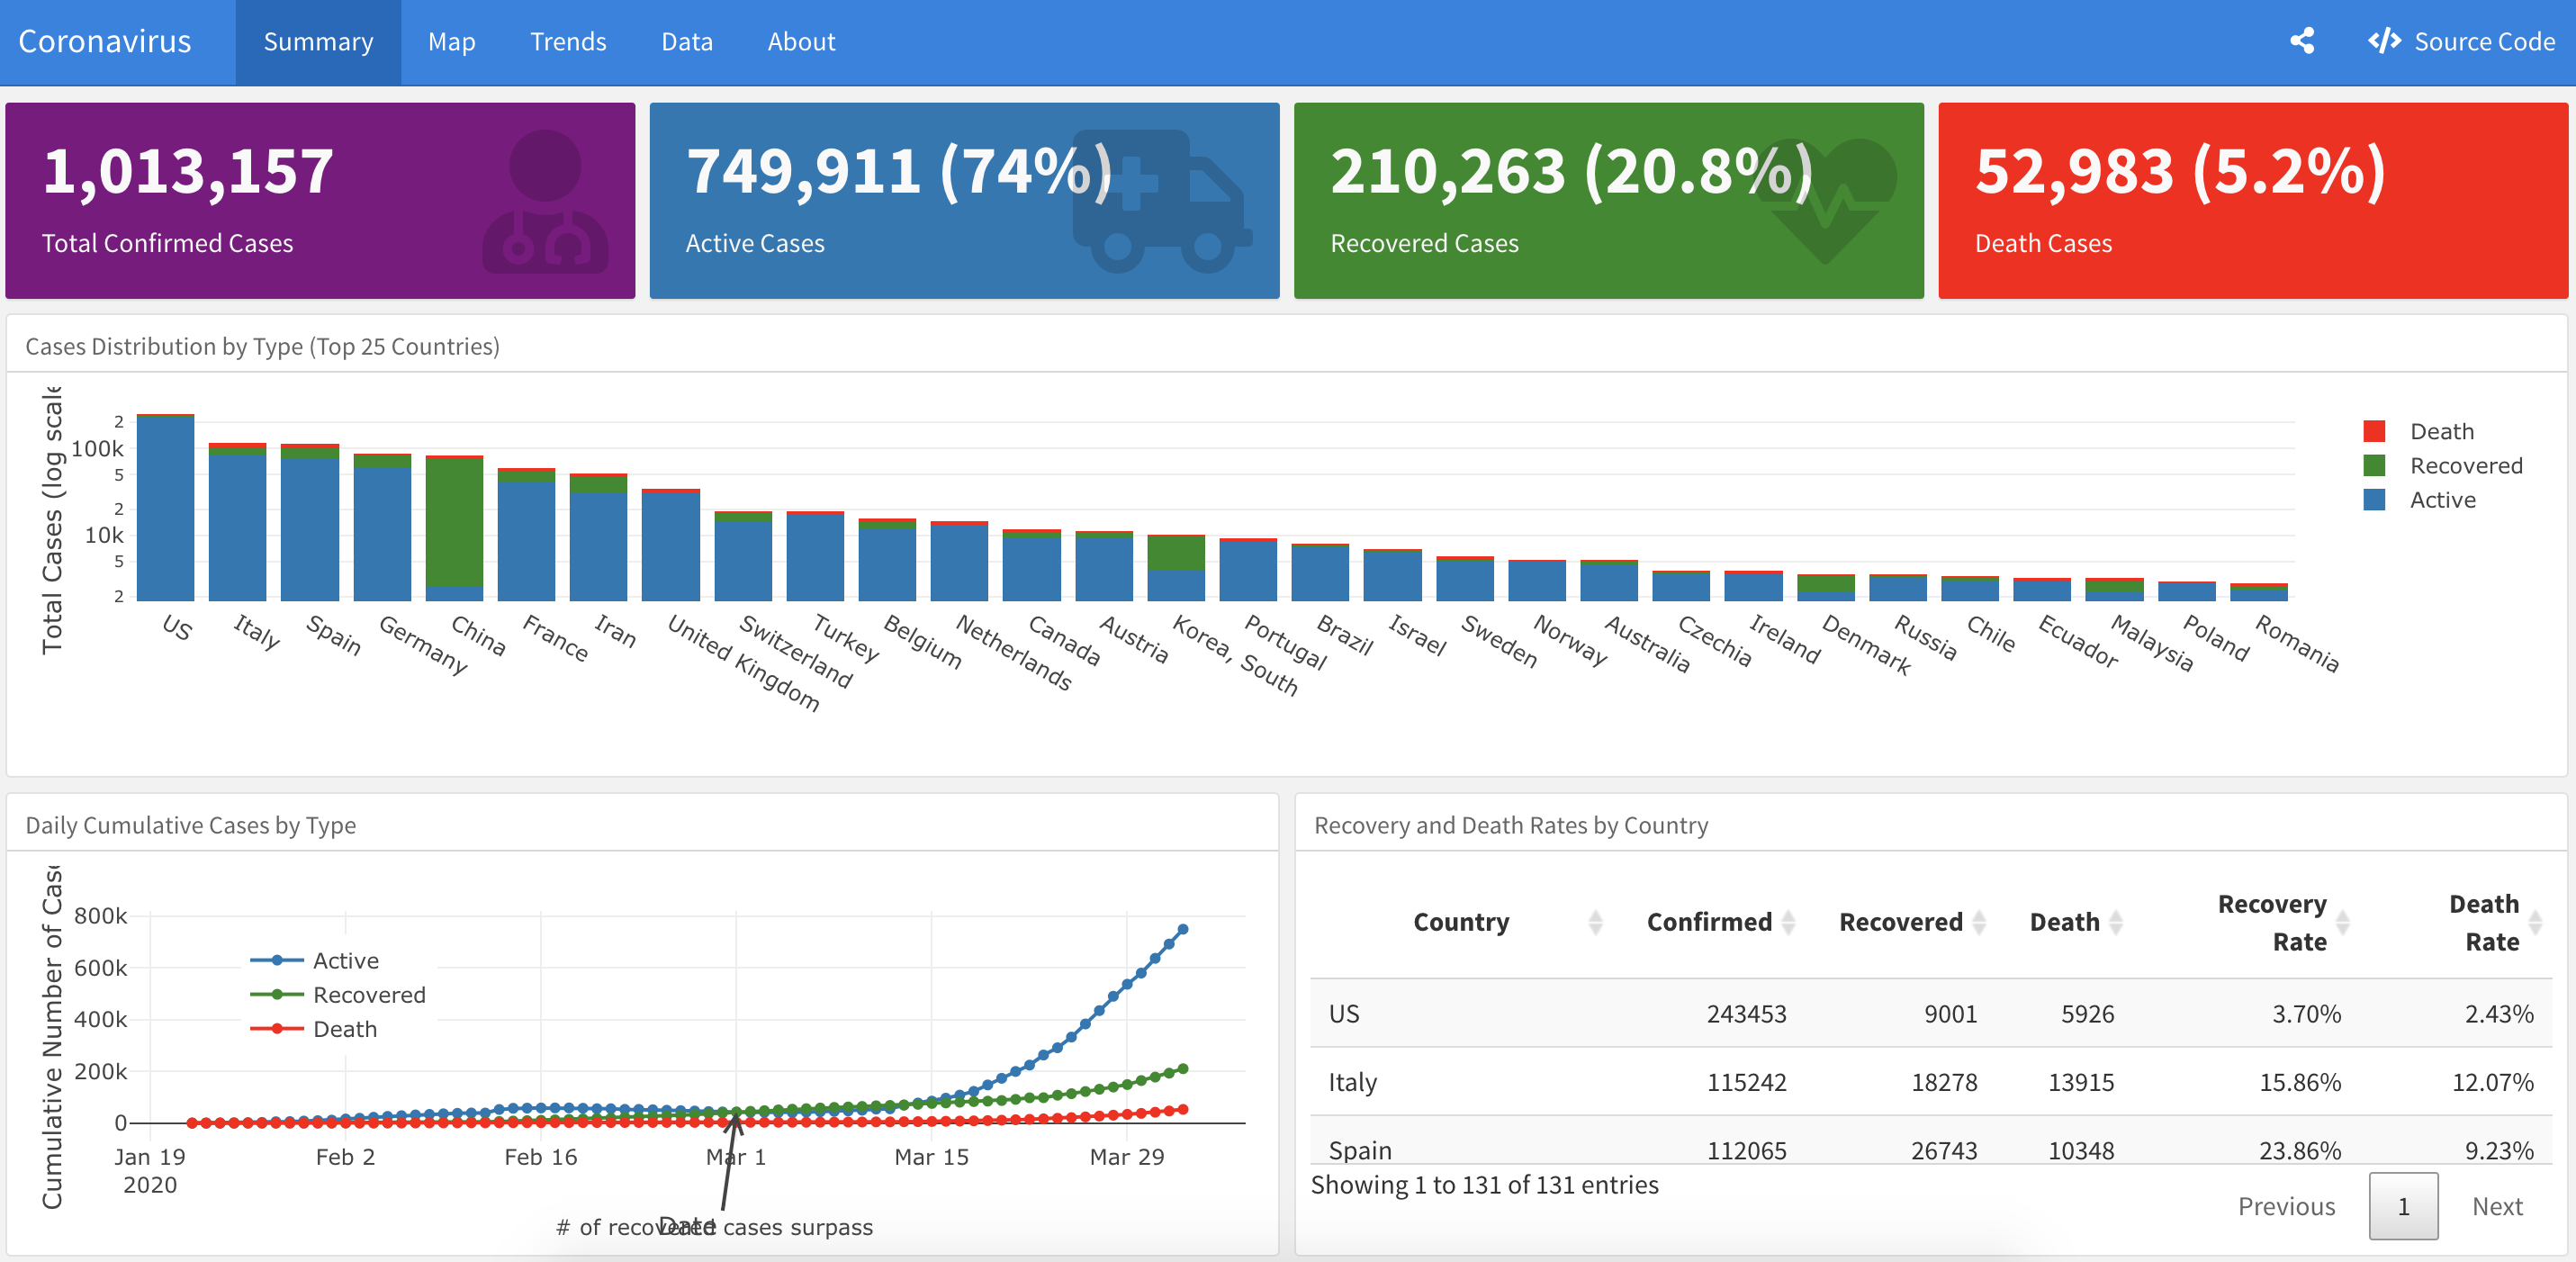 Coronavirus Summary Map Trends Data About Source Code
1,013,157
Total Confirmed Cases
749,911 (74%)
Active Cases
210,263 (20.8%)
Recovered Cases
52,983 (5.2%)
Death Cases
Cases Distribution by Type (Top 25 Countries)
Total Cases (log scale
2
100k
5
2
10k
5
2
US
Italy
Spain
Germany
China
France
Iran
United Kingdom
Switzerland
Turkey
Belgium
Netherlands
Canada
Austria
Korea, South
Portugal
Brazil
Israel
Sweden
Norway
Australia
Czechia
Ireland
Denmark
Russia
Chile
Ecuador
Malaysia
Poland
Romania
Death
Recovered
Active
Daily Cumulative Cases by Type
Cumulative Number of Case
800k
600k
400k
200k
0
Active
Recovered
Death
Jan 19
2020
Feb 2
Feb 16
Mar 1
Mar 15
Mar 29
Date
# of recovered cases surpass
Recovery and Death Rates by Country
Country Confirmed Recovered Death Recovery Rate Death Rate
US 243453 9001 5926 3.70% 2.43%
Italy 115242 18278 13915 15.86% 12.07%
Spain 112065 26743 10348 23.86% 9.23%
Showing 1 to 131 of 131 entries
Previous 1 Next